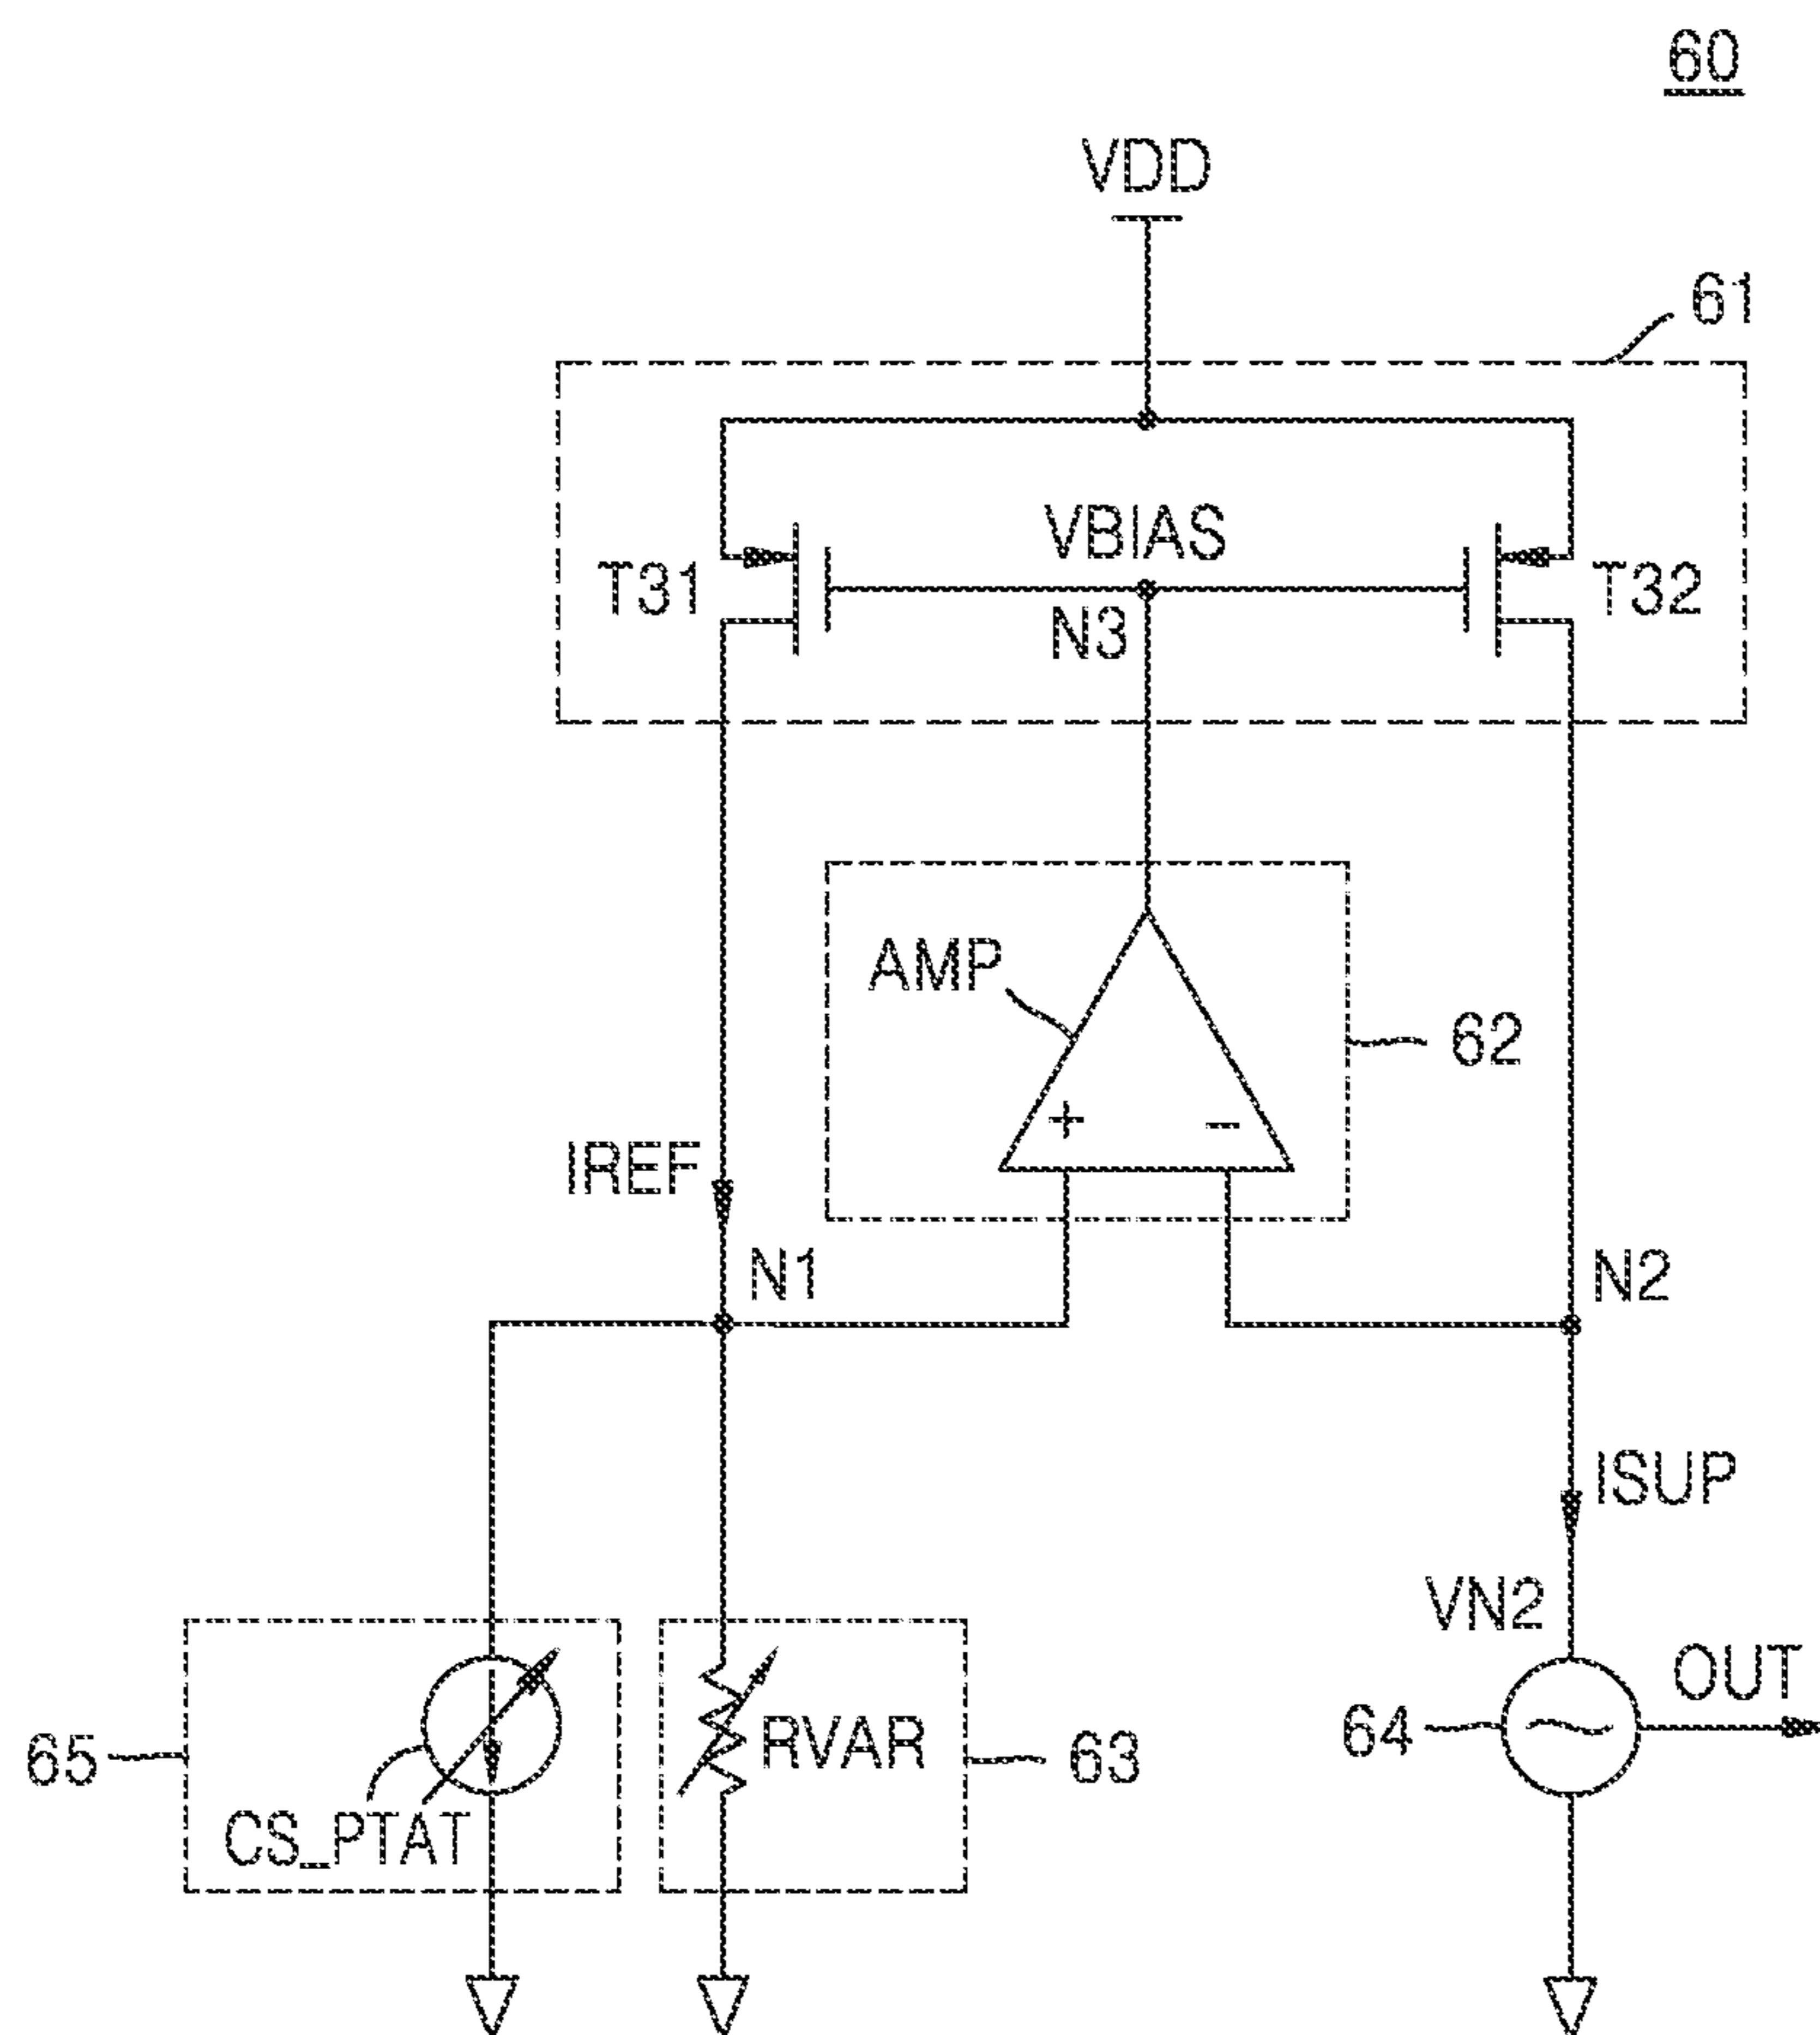 60
VDD
61
VBIAS
T31
T32
N3
AMP
+
-
62
IREF
N1
N2
ISUP
VN2
OUT
65
CS_PTAT
RVAR
63
64